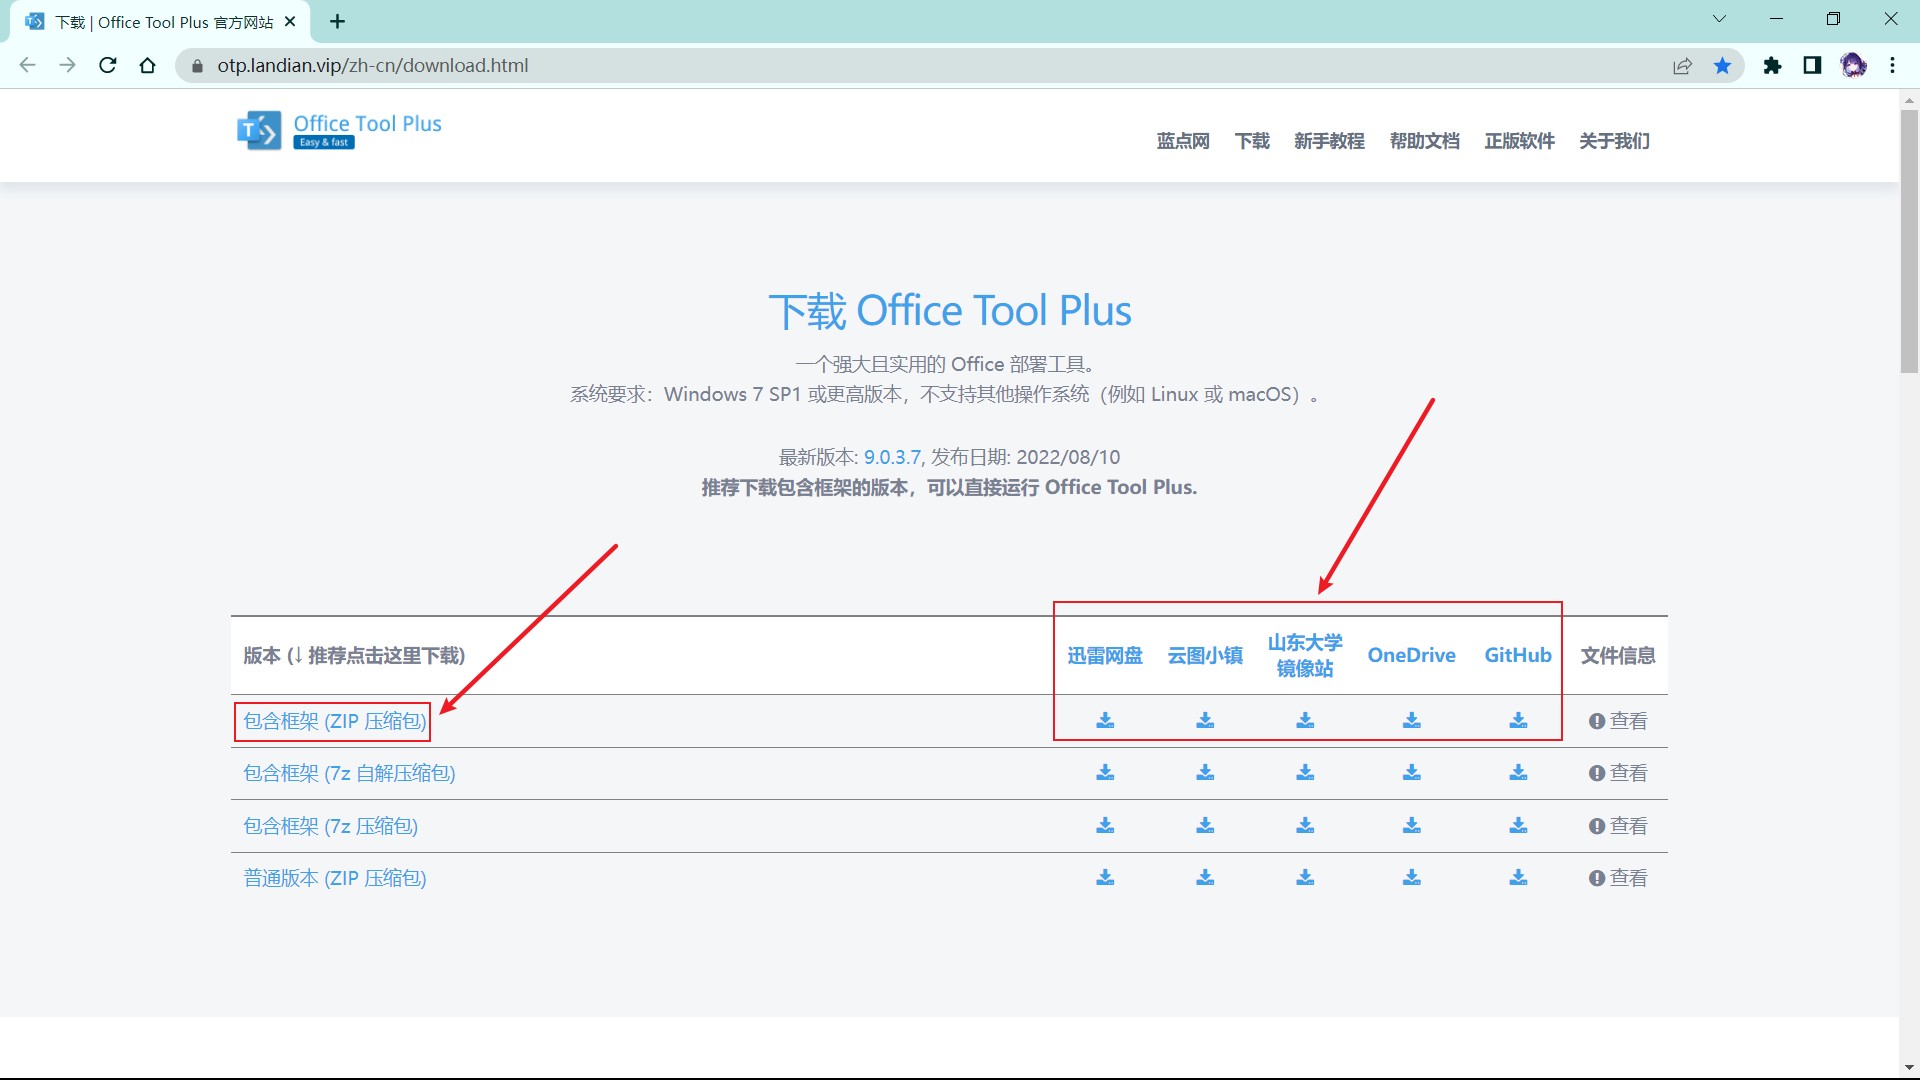 下载 | Office Tool Plus 官方网站
otp.landian.vip/zh-cn/download.html
T
Office Tool Plus
Easy & fast
蓝点网 下载 新手教程 帮助文档 正版软件 关于我们
下载 Office Tool Plus
一个强大且实用的 Office 部署工具。
系统要求：Windows 7 SP1 或更高版本，不支持其他操作系统（例如 Linux 或 macOS）。
最新版本: 9.0.3.7, 发布日期: 2022/08/10
推荐下载包含框架的版本，可以直接运行 Office Tool Plus.
版本 (↓ 推荐点击这里下载) 迅雷网盘 云图小镇 山东大学 镜像站 OneDrive GitHub 文件信息
包含框架 (ZIP 压缩包) 查看
包含框架 (7z 自解压缩包) 查看
包含框架 (7z 压缩包) 查看
普通版本 (ZIP 压缩包) 查看